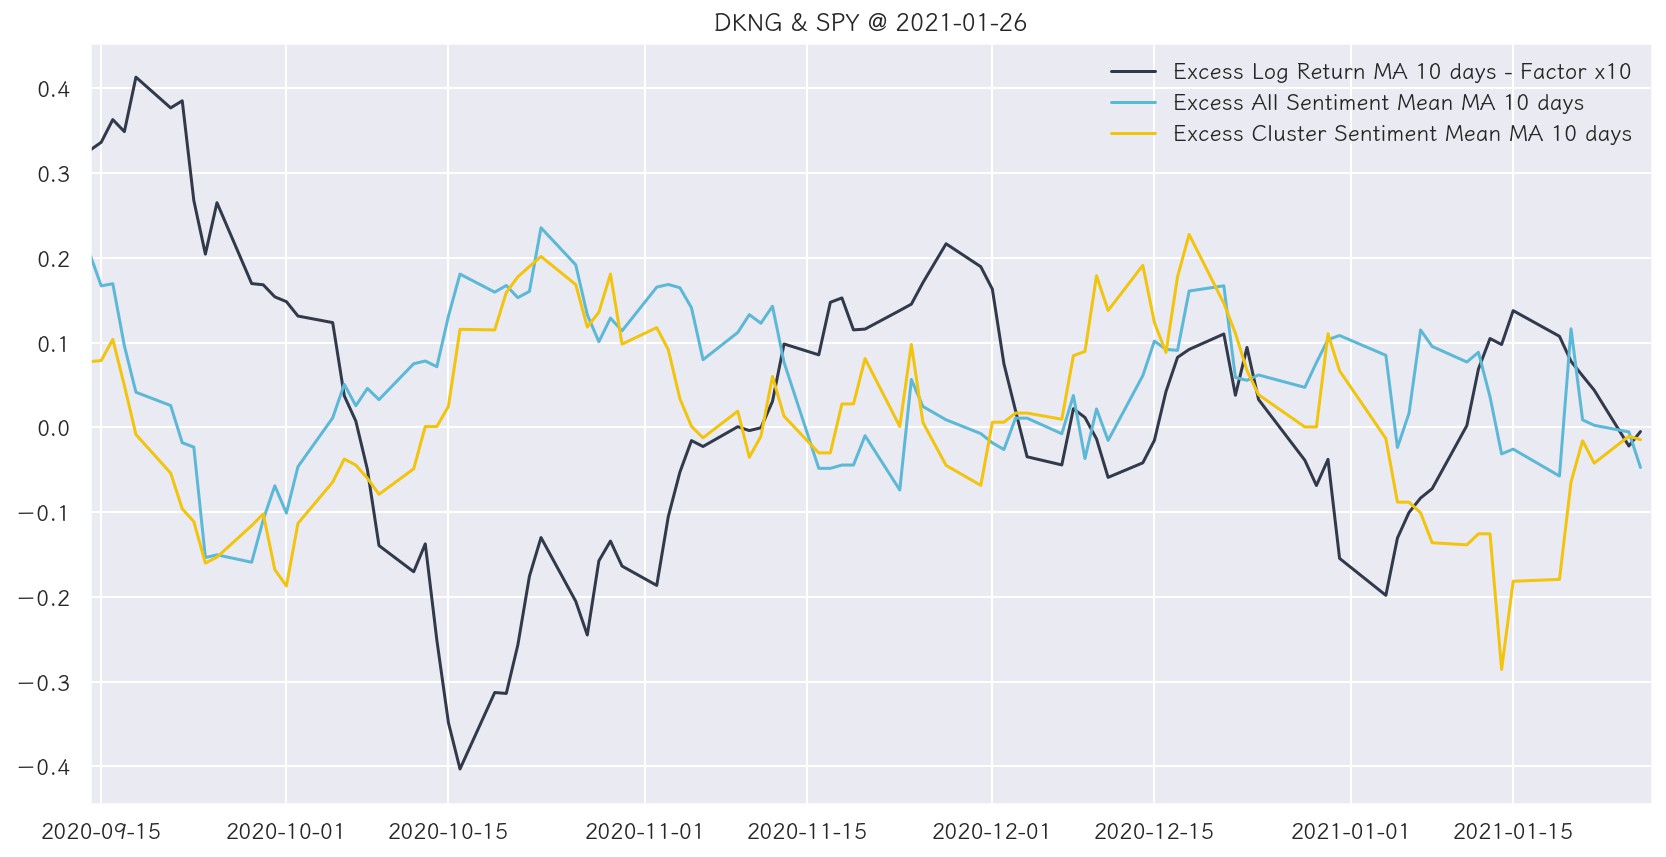 DKNG & SPY @ 2021-01-26
Excess Log Return MA 10 days - Factor x10
Excess All Sentiment Mean MA 10 days
Excess Cluster Sentiment Mean MA 10 days
0.4
0.3
0.2
0.1
0.0
−0.1
−0.2
−0.3
−0.4
2020-09-15 2020-10-01 2020-10-15 2020-11-01 2020-11-15 2020-12-01 2020-12-15 2021-01-01 2021-01-15